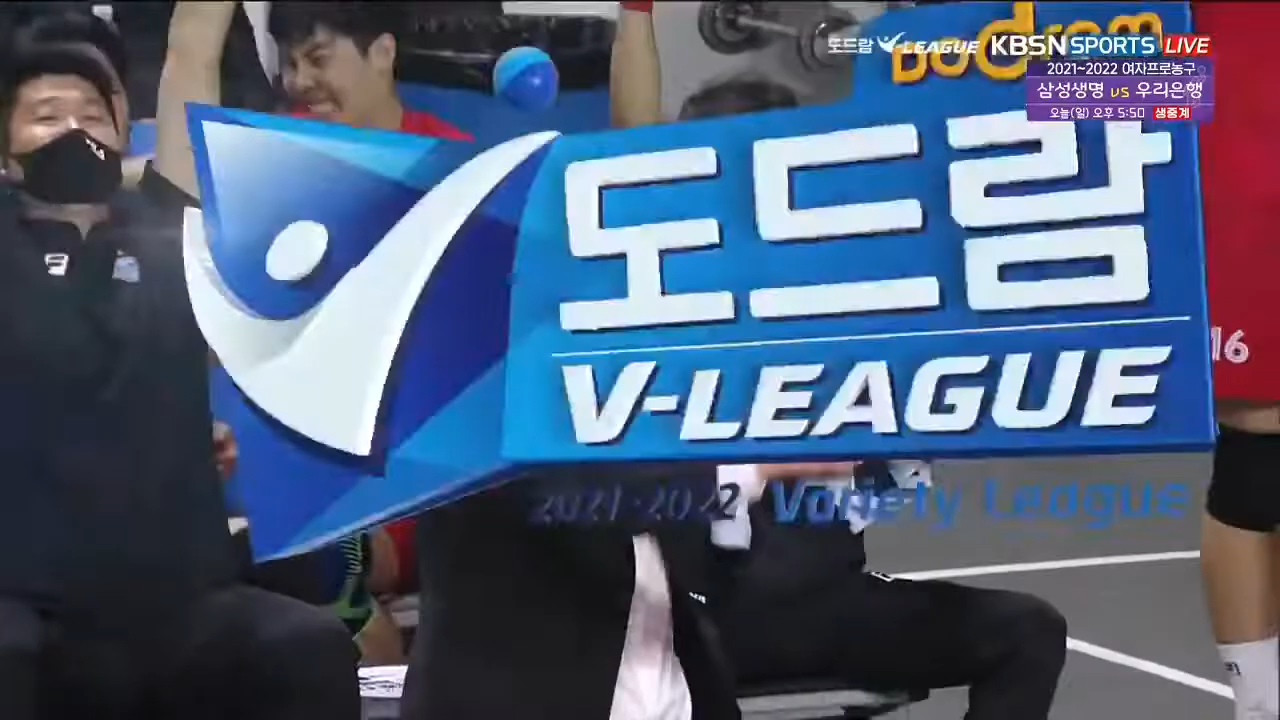 DoDram
도드람 V-LEAGUE KBSN SPORTS LIVE
2021~2022 여자프로농구
삼성생명 vs 우리은행
오늘(일) 오후 5:50 생중계
도드람
V-LEAGUE
2021·2022 Variety League
16